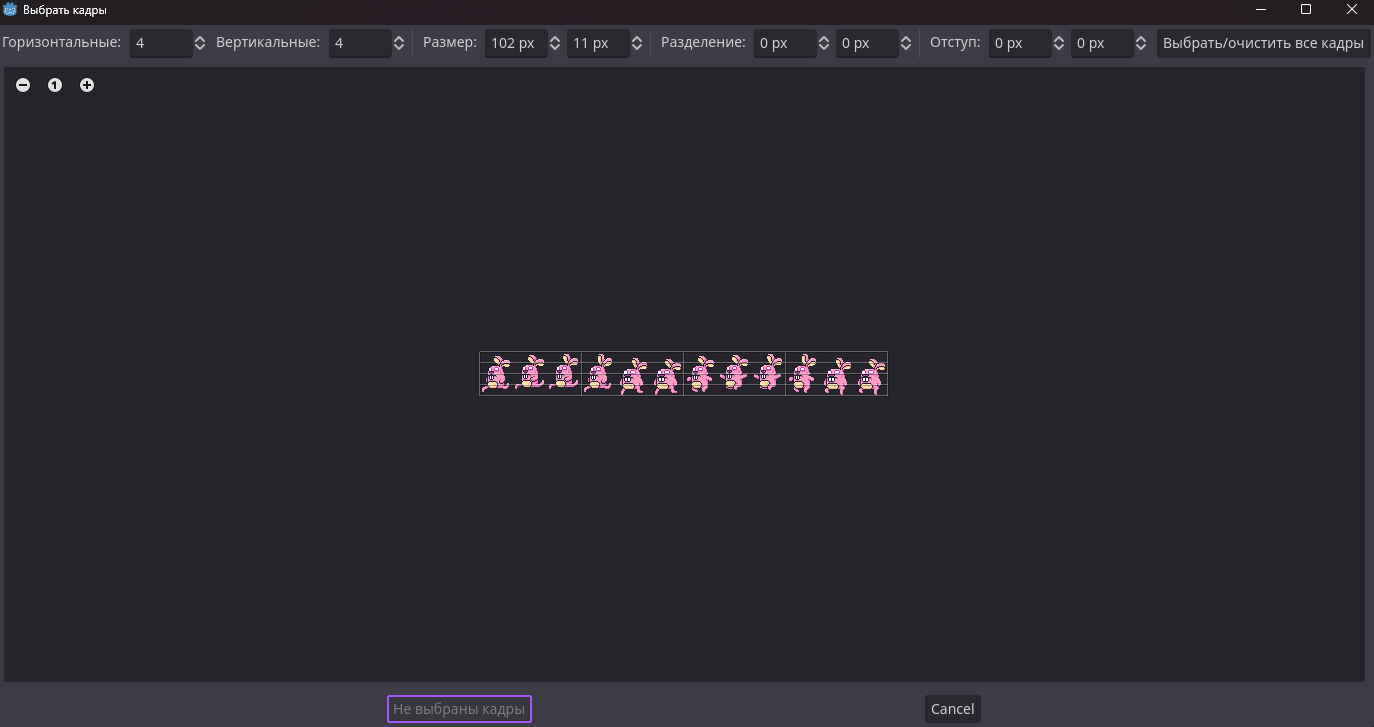 Выбрать кадры
Горизонтальные: 4 Вертикальные: 4 Размер: 102 px 11 px Разделение: 0 px 0 px Отступ: 0 px 0 px Выбрать/очистить все кадры
1
Не выбраны кадры Cancel